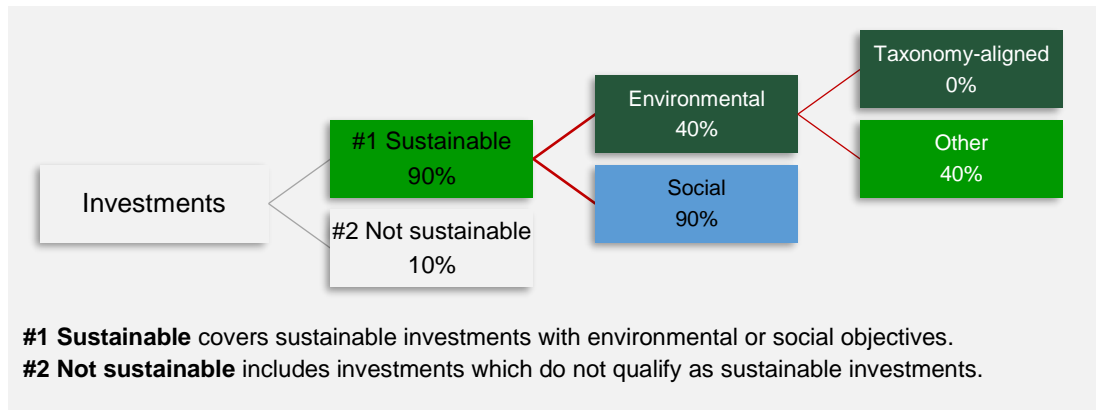 Investments
#1 Sustainable
90%
#2 Not sustainable
10%
Environmental
40%
Social
90%
Taxonomy-aligned
0%
Other
40%
#1 Sustainable covers sustainable investments with environmental or social objectives.
#2 Not sustainable includes investments which do not qualify as sustainable investments.